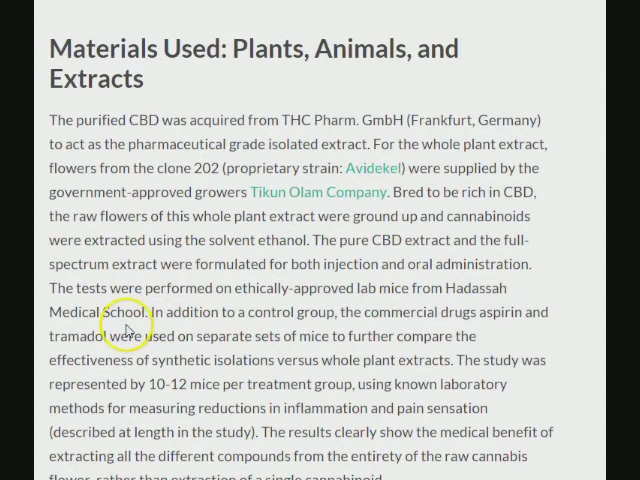 Materials Used: Plants, Animals, and
Extracts
The purified CBD was acquired from THC Pharm. GmbH (Frankfurt, Germany)
to act as the pharmaceutical grade isolated extract. For the whole plant extract,
flowers from the clone 202 (proprietary strain: Avidekel) were supplied by the
government-approved growers Tikun Olam Company. Bred to be rich in CBD,
the raw flowers of this whole plant extract were ground up and cannabinoids
were extracted using the solvent ethanol. The pure CBD extract and the full-
spectrum extract were formulated for both injection and oral administration.
The tests were performed on ethically-approved lab mice from Hadassah
Medical School. In addition to a control group, the commercial drugs aspirin and
tramadol were used on separate sets of mice to further compare the
effectiveness of synthetic isolations versus whole plant extracts. The study was
represented by 10-12 mice per treatment group, using known laboratory
methods for measuring reductions in inflammation and pain sensation
(described at length in the study). The results clearly show the medical benefit of
extracting all the different compounds from the entirety of the raw cannabis
flower, rather than extraction of a single cannabinoid.